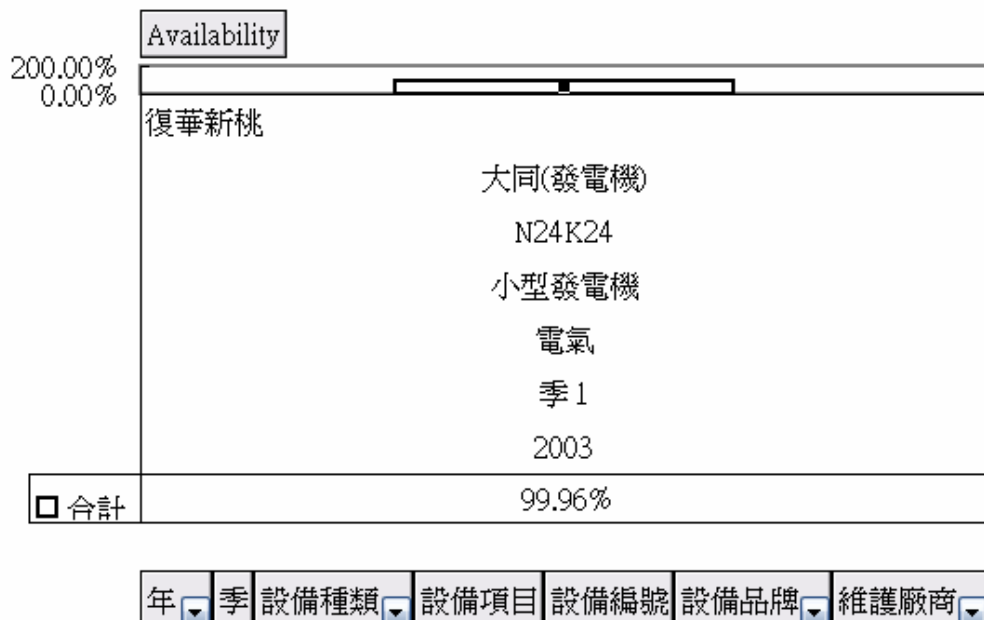 Availability
200.00%
0.00%
復華新桃
大同(發電機)
N24K24
小型發電機
電氣
季 1
2003
合計 99.96%
年 季 設備種類 設備項目 設備編號 設備品牌 維護廠商